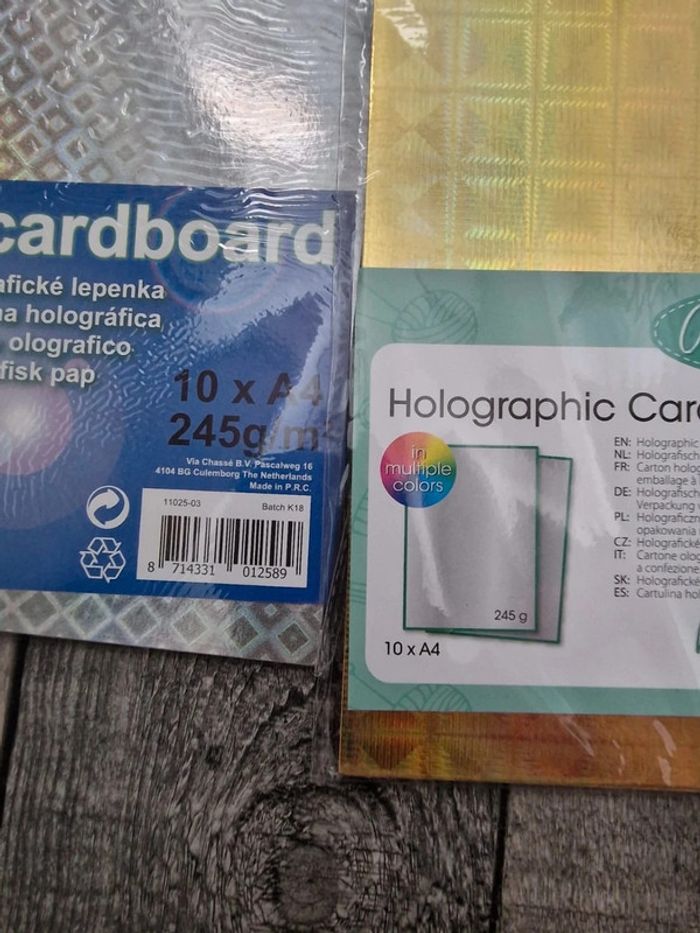 cardboard
afické lepenka
na holográfica
olografico
fisk pap
10 x A4
245g/m²
Via Chassé B.V. Pascalweg 16
4104 BG Culemborg The Netherlands
Made in P.R.C.
11025-03 Batch K18
8 714331 012589
Holographic Card
in
multiple
colors
245 g
10 x A4
EN: Holographic
NL: Holografisch
FR: Carton holog
emballage à
DE: Holografisch
Verpackung
PL: Holograficzn
opakowania
CZ: Holografické
IT: Cartone olog
a confezione
SK: Holografické
ES: Cartulina hol